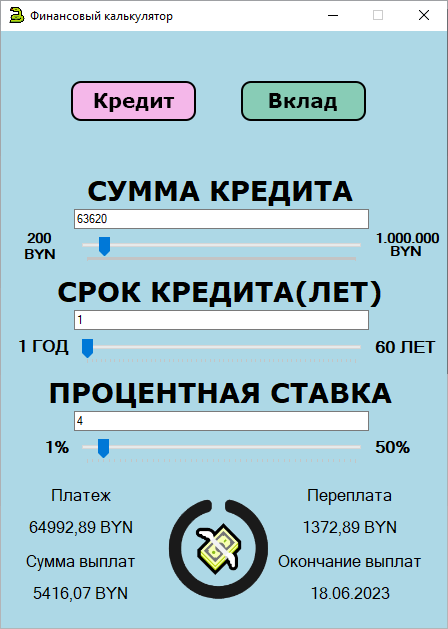 Финансовый калькулятор
Кредит
Вклад
СУММА КРЕДИТА
63620
200
BYN
1.000.000
BYN
СРОК КРЕДИТА(ЛЕТ)
1
1 ГОД
60 ЛЕТ
ПРОЦЕНТНАЯ СТАВКА
4
1%
50%
Платеж
Переплата
64992,89 BYN
1372,89 BYN
Сумма выплат
Окончание выплат
5416,07 BYN
18.06.2023